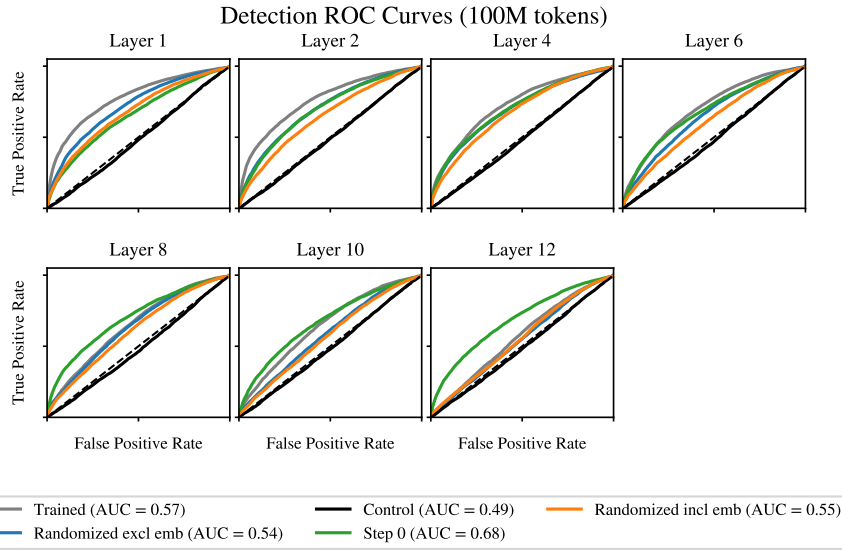 Detection ROC Curves (100M tokens)
Layer 1
Layer 2
Layer 4
Layer 6
True Positive Rate
Layer 8
Layer 10
Layer 12
True Positive Rate
False Positive Rate
False Positive Rate
False Positive Rate
Trained (AUC = 0.57)
Control (AUC = 0.49)
Randomized incl emb (AUC = 0.55)
Randomized excl emb (AUC = 0.54)
Step 0 (AUC = 0.68)